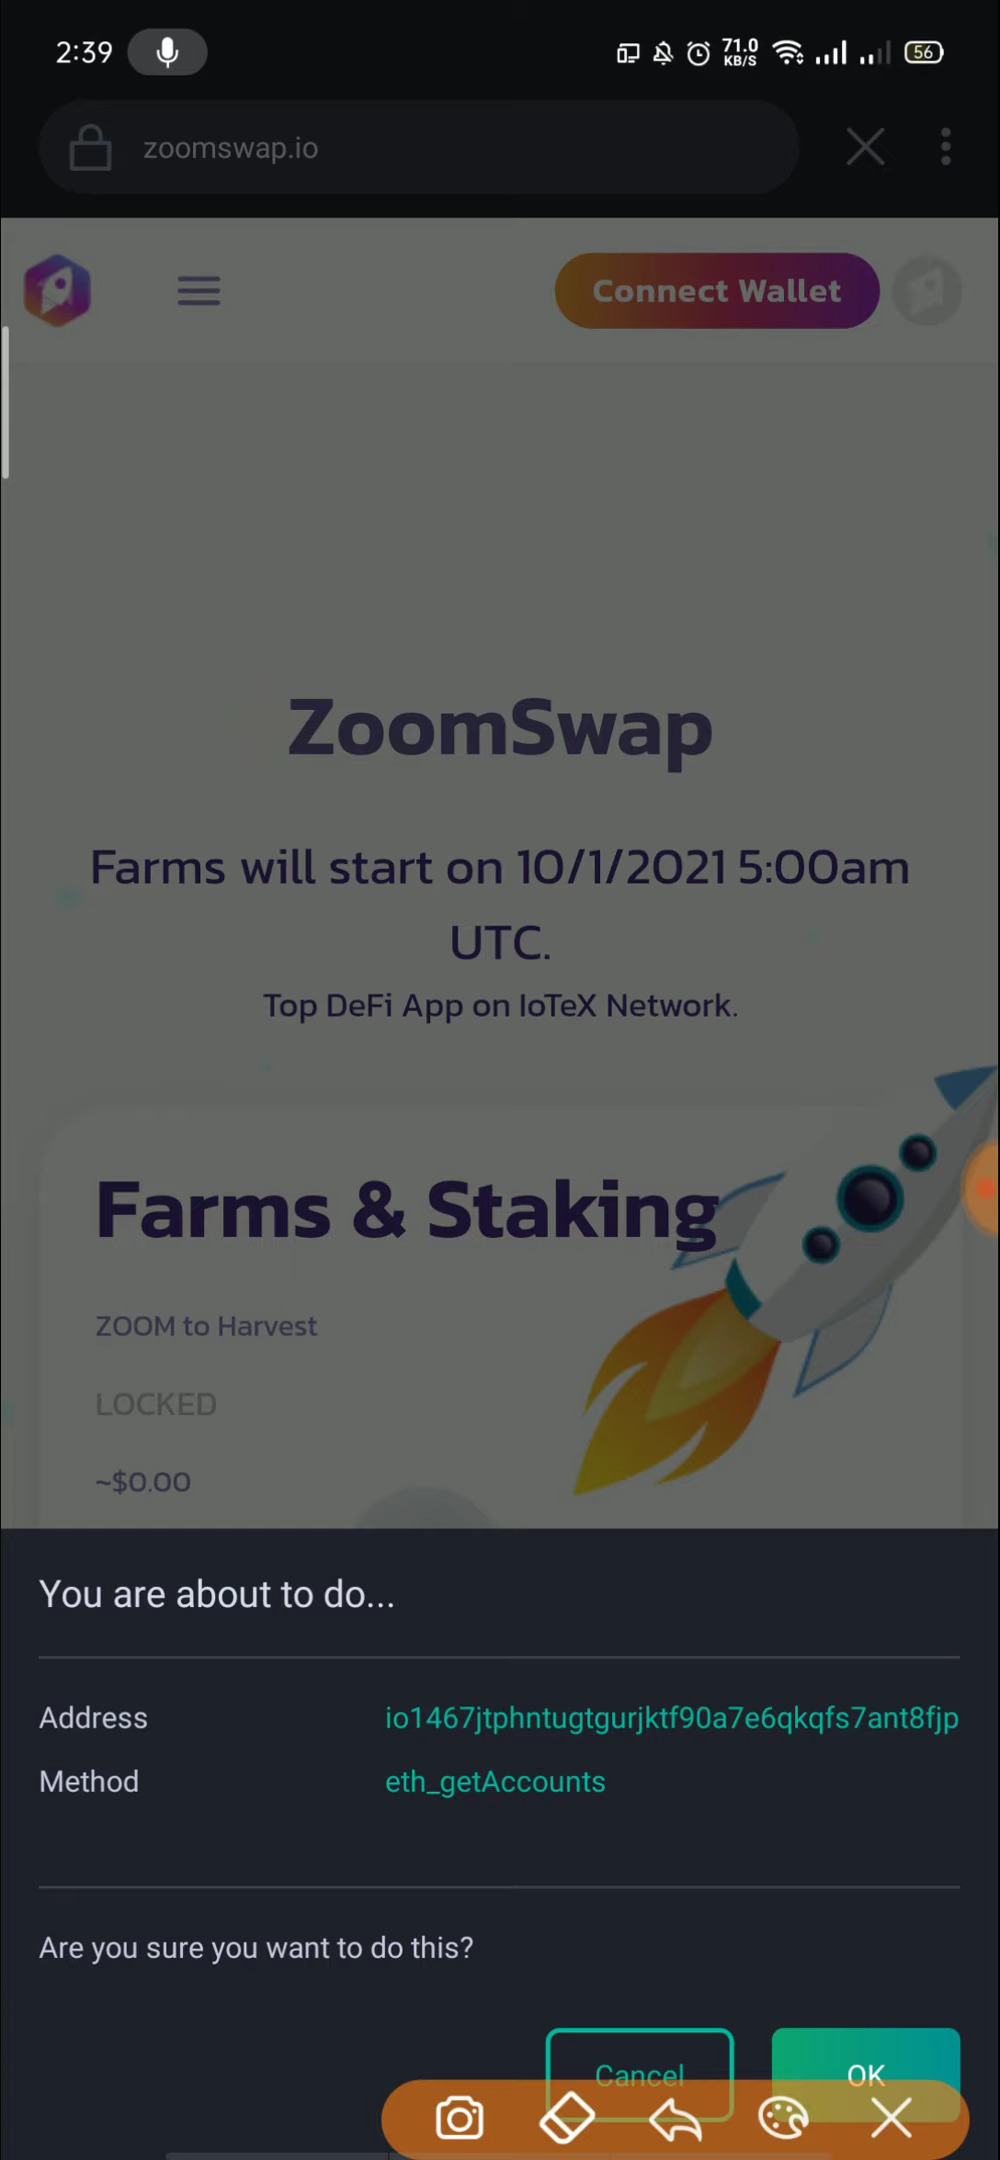 2:39
71.0
KB/S
56
zoomswap.io
Connect Wallet
ZoomSwap
Farms will start on 10/1/2021 5:00am
UTC.
Top DeFi App on IoTeX Network.
Farms & Staking
ZOOM to Harvest
LOCKED
~$0.00
You are about to do...
Address io1467jtphntugtgurjktf90a7e6qkqfs7ant8fjp
Method eth_getAccounts
Are you sure you want to do this?
Cancel OK